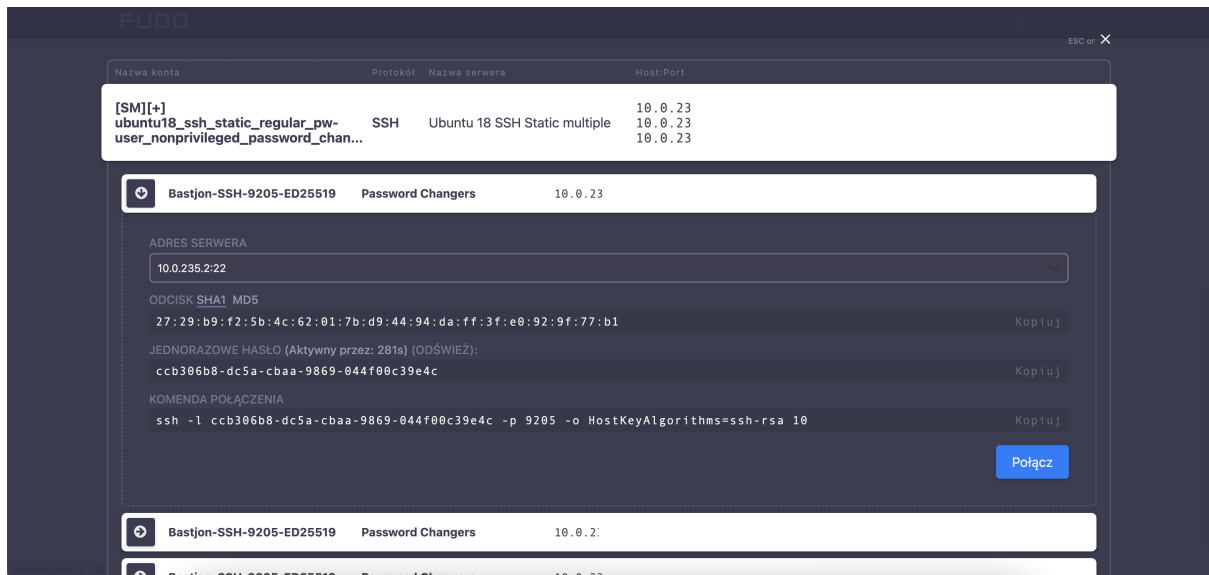 FUDO
ESC or
Nazwa konta Protokół Nazwa serwera Host:Port
[SM][+]
ubuntu18_ssh_static_regular_pw-
user_nonprivileged_password_chan...
SSH Ubuntu 18 SSH Static multiple
10.0.23
10.0.23
10.0.23
Bastjon-SSH-9205-ED25519 Password Changers 10.0.23
ADRES SERWERA
10.0.235.2:22
ODCISK SHA1 MD5
27:29:b9:f2:5b:4c:62:01:7b:d9:44:94:da:ff:3f:e0:92:9f:77:b1 Kopiuj
JEDNORAZOWE HASŁO (Aktywny przez: 281s) (ODŚWIEŻ):
ccb306b8-dc5a-cbaa-9869-044f00c39e4c Kopiuj
KOMENDA POŁĄCZENIA
ssh -l ccb306b8-dc5a-cbaa-9869-044f00c39e4c -p 9205 -o HostKeyAlgorithms=ssh-rsa 10 Kopiuj
Połącz
Bastjon-SSH-9205-ED25519 Password Changers 10.0.2